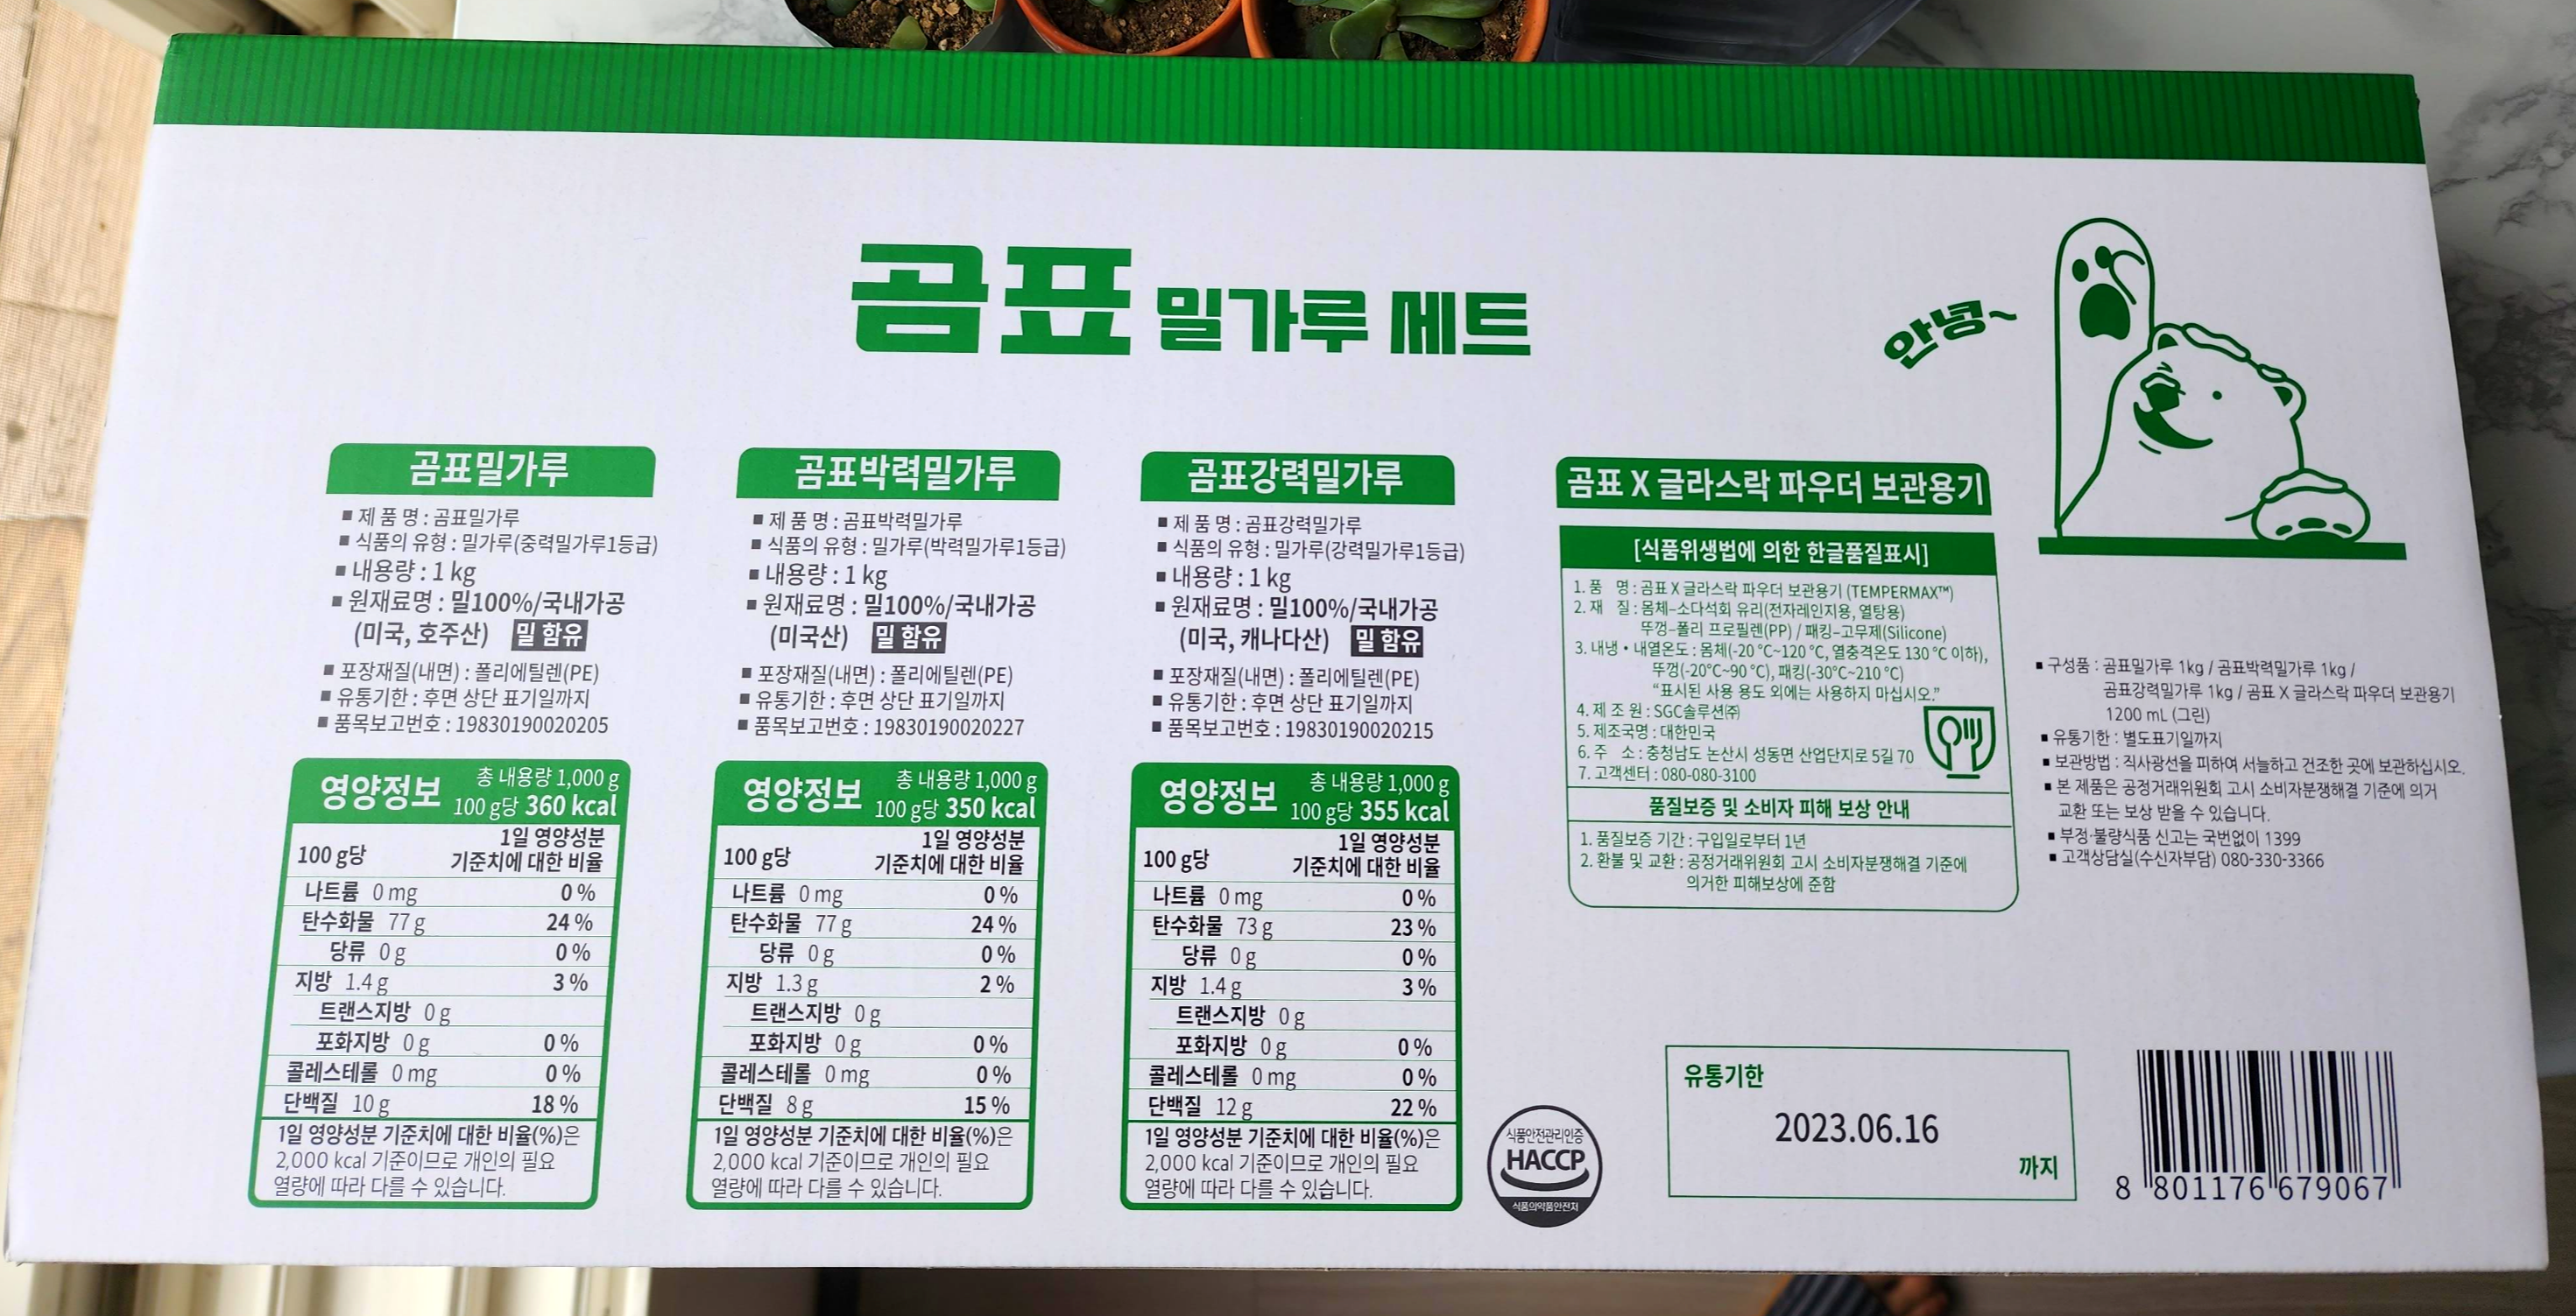 곰표 밀가루 세트
안녕~
곰표밀가루
■ 제 품 명 : 곰표밀가루
■ 식품의 유형 : 밀가루(중력밀가루1등급)
■ 내용량 : 1 kg
■ 원재료명 : 밀100%/국내가공
(미국, 호주산) 밀 함유
■ 포장재질(내면) : 폴리에틸렌(PE)
■ 유통기한 : 후면 상단 표기일까지
■ 품목보고번호 : 19830190020205
영양정보 총 내용량 1,000 g
100 g당 360 kcal
100 g당 1일 영양성분
기준치에 대한 비율
나트륨 0 mg 0 %
탄수화물 77 g 24 %
당류 0 g 0 %
지방 1.4 g 3 %
트랜스지방 0 g
포화지방 0 g 0 %
콜레스테롤 0 mg 0 %
단백질 10 g 18 %
1일 영양성분 기준치에 대한 비율(%)은
2,000 kcal 기준이므로 개인의 필요
열량에 따라 다를 수 있습니다.
곰표박력밀가루
■ 제 품 명 : 곰표박력밀가루
■ 식품의 유형 : 밀가루(박력밀가루1등급)
■ 내용량 : 1 kg
■ 원재료명 : 밀100%/국내가공
(미국산) 밀 함유
■ 포장재질(내면) : 폴리에틸렌(PE)
■ 유통기한 : 후면 상단 표기일까지
■ 품목보고번호 : 19830190020227
영양정보 총 내용량 1,000 g
100 g당 350 kcal
100 g당 1일 영양성분
기준치에 대한 비율
나트륨 0 mg 0 %
탄수화물 77 g 24 %
당류 0 g 0 %
지방 1.3 g 2 %
트랜스지방 0 g
포화지방 0 g 0 %
콜레스테롤 0 mg 0 %
단백질 8 g 15 %
1일 영양성분 기준치에 대한 비율(%)은
2,000 kcal 기준이므로 개인의 필요
열량에 따라 다를 수 있습니다.
곰표강력밀가루
■ 제 품 명 : 곰표강력밀가루
■ 식품의 유형 : 밀가루(강력밀가루1등급)
■ 내용량 : 1 kg
■ 원재료명 : 밀100%/국내가공
(미국, 캐나다산) 밀 함유
■ 포장재질(내면) : 폴리에틸렌(PE)
■ 유통기한 : 후면 상단 표기일까지
■ 품목보고번호 : 19830190020215
영양정보 총 내용량 1,000 g
100 g당 355 kcal
100 g당 1일 영양성분
기준치에 대한 비율
나트륨 0 mg 0 %
탄수화물 73 g 23 %
당류 0 g 0 %
지방 1.4 g 3 %
트랜스지방 0 g
포화지방 0 g 0 %
콜레스테롤 0 mg 0 %
단백질 12 g 22 %
1일 영양성분 기준치에 대한 비율(%)은
2,000 kcal 기준이므로 개인의 필요
열량에 따라 다를 수 있습니다.
곰표 X 글라스락 파우더 보관용기
[식품위생법에 의한 한글품질표시]
1. 품 명 : 곰표 X 글라스락 파우더 보관용기 (TEMPERMAX™)
2. 재 질 : 몸체–소다석회 유리(전자레인지용, 열탕용)
뚜껑–폴리 프로필렌(PP) / 패킹–고무제(Silicone)
3. 내냉 • 내열온도 : 몸체(-20 °C~120 °C, 열충격온도 130 °C 이하),
뚜껑(-20°C~90 °C), 패킹(-30°C~210 °C)
“표시된 사용 용도 외에는 사용하지 마십시오.”
4. 제 조 원 : SGC솔루션㈜
5. 제조국명 : 대한민국
6. 주 소 : 충청남도 논산시 성동면 산업단지로 5길 70
7. 고객센터 : 080-080-3100
품질보증 및 소비자 피해 보상 안내
1. 품질보증 기간 : 구입일로부터 1년
2. 환불 및 교환 : 공정거래위원회 고시 소비자분쟁해결 기준에
의거한 피해보상에 준함
■ 구성품 : 곰표밀가루 1kg / 곰표박력밀가루 1kg /
곰표강력밀가루 1kg / 곰표 X 글라스락 파우더 보관용기
1200 mL (그린)
■ 유통기한 : 별도표기일까지
■ 보관방법 : 직사광선을 피하여 서늘하고 건조한 곳에 보관하십시오.
■ 본 제품은 공정거래위원회 고시 소비자분쟁해결 기준에 의거
교환 또는 보상 받을 수 있습니다.
■ 부정·불량식품 신고는 국번없이 1399
■ 고객상담실(수신자부담) 080-330-3366
식품안전관리인증
HACCP
식품의약품안전처
유통기한
2023.06.16
까지
8 801176 679067